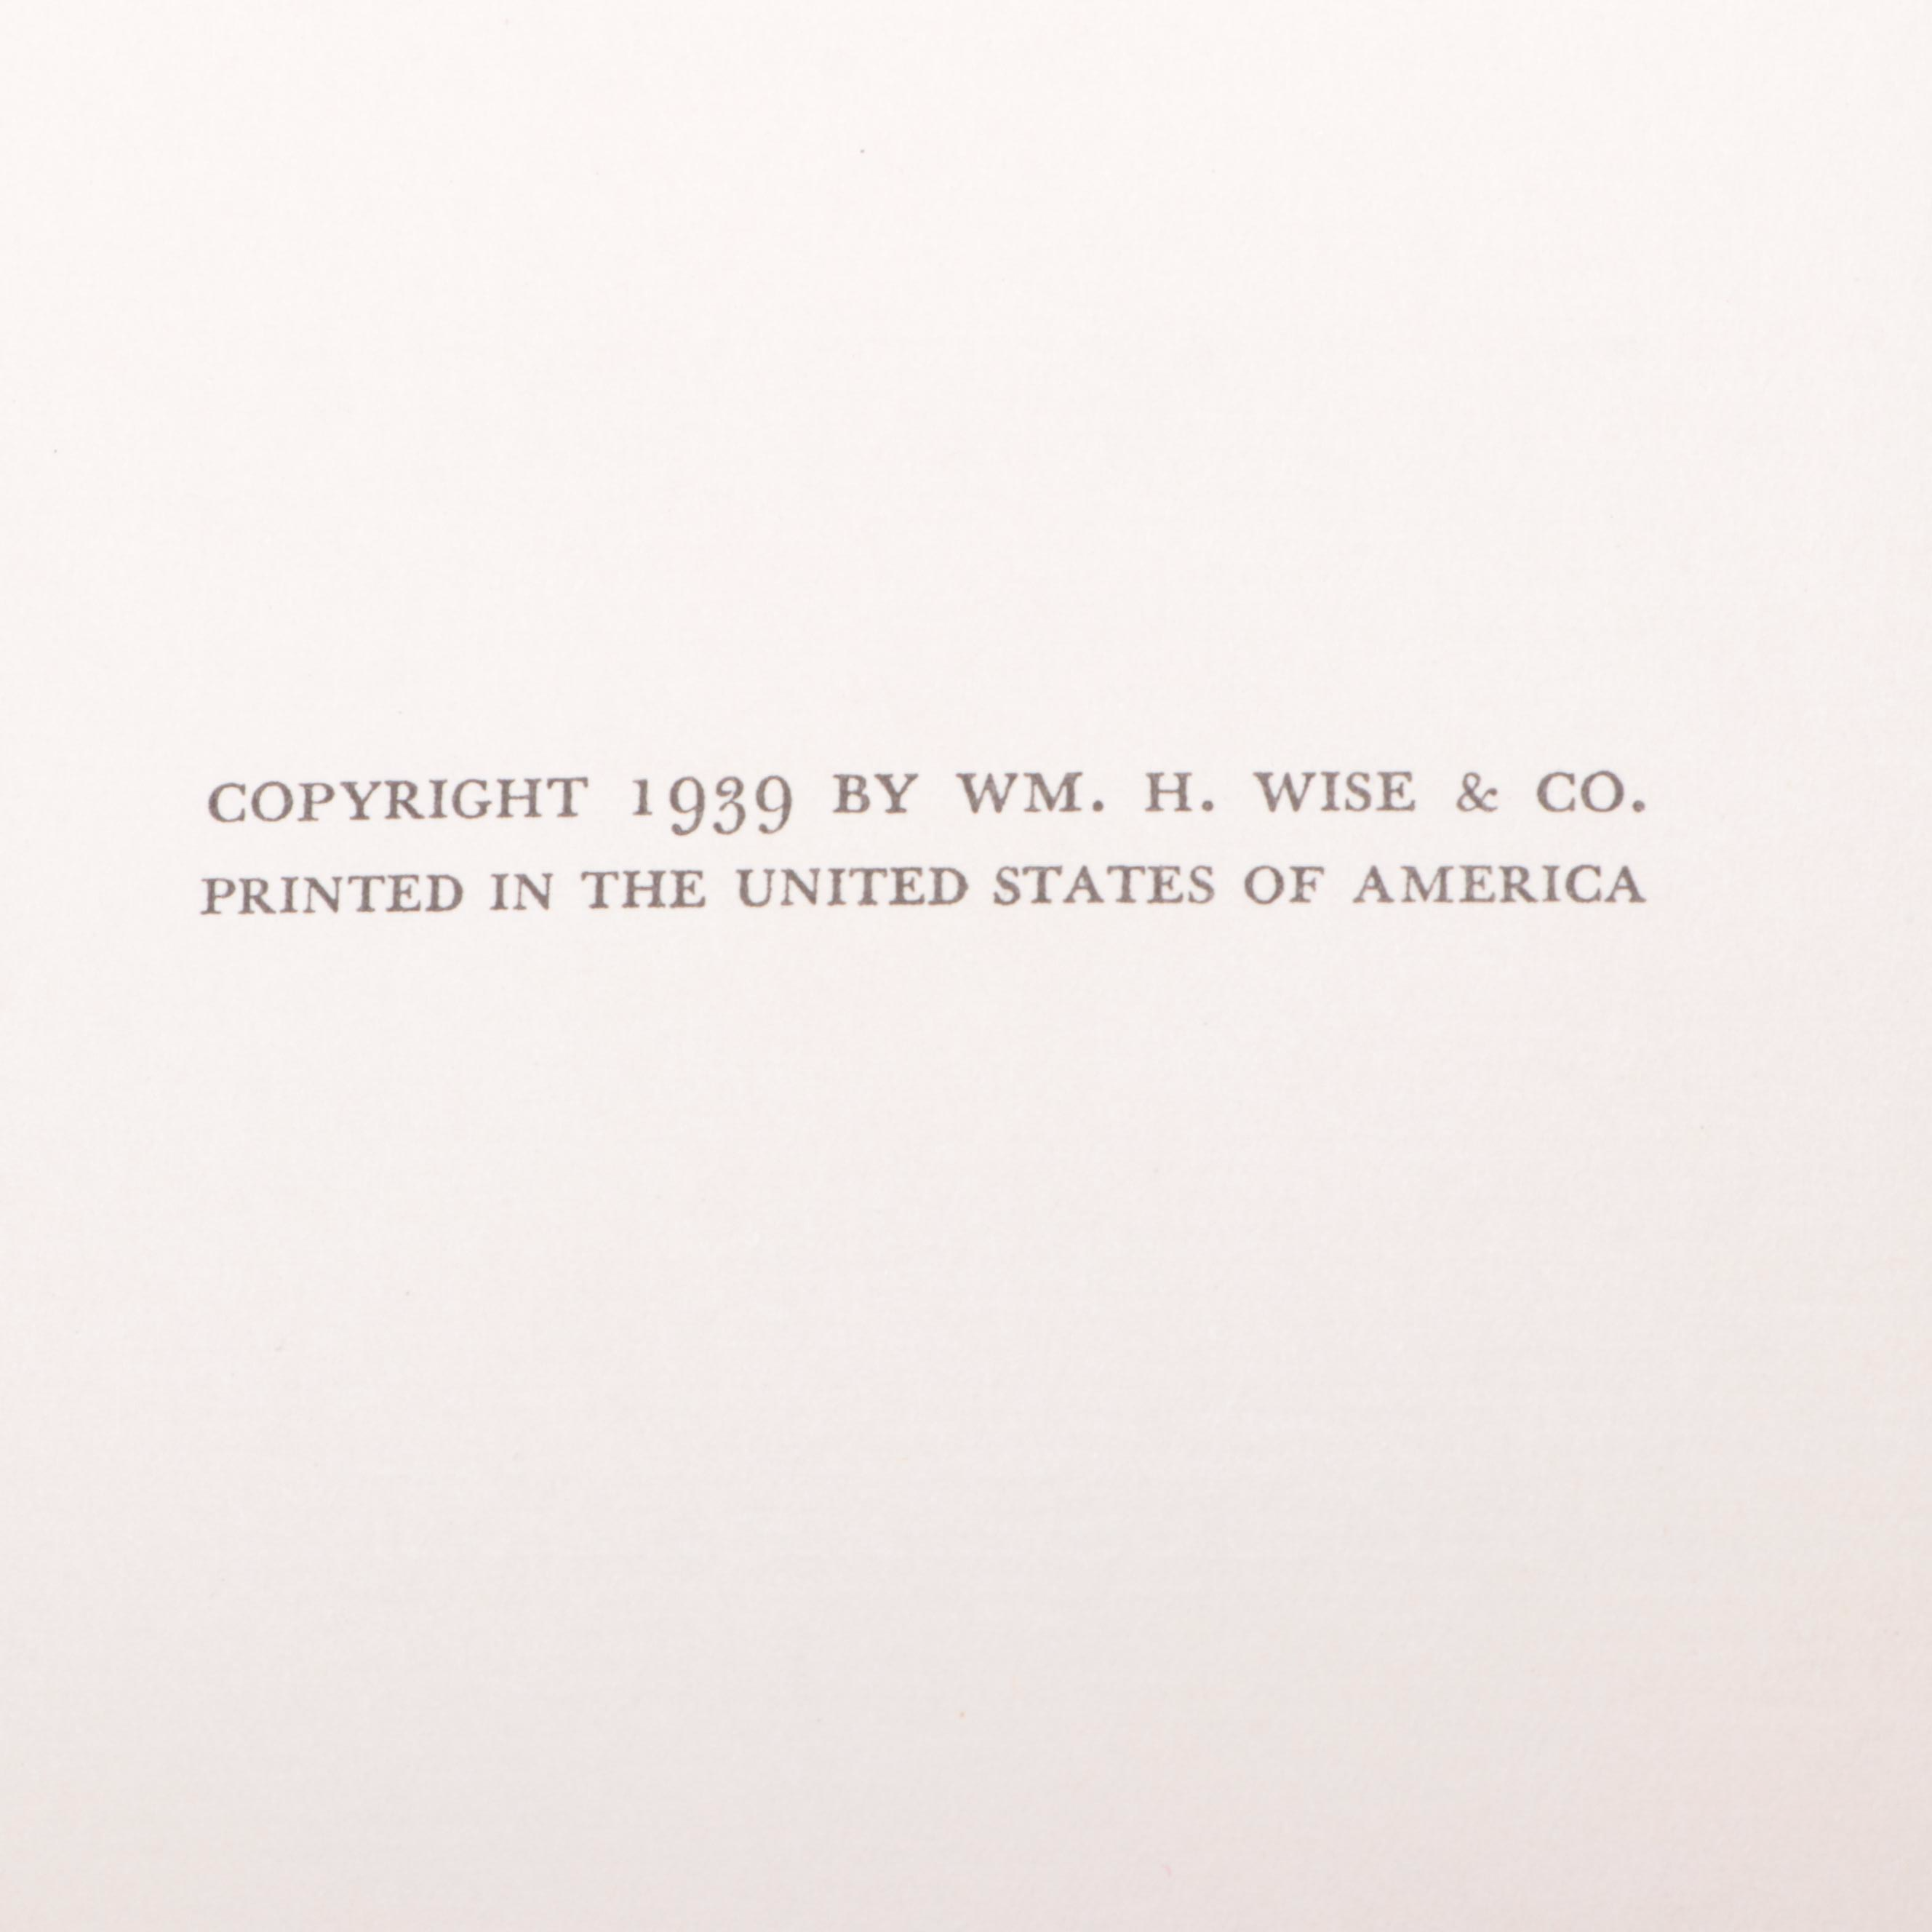 COPYRIGHT 1939 BY WM. H. WISE & CO.
PRINTED IN THE UNITED STATES OF AMERICA